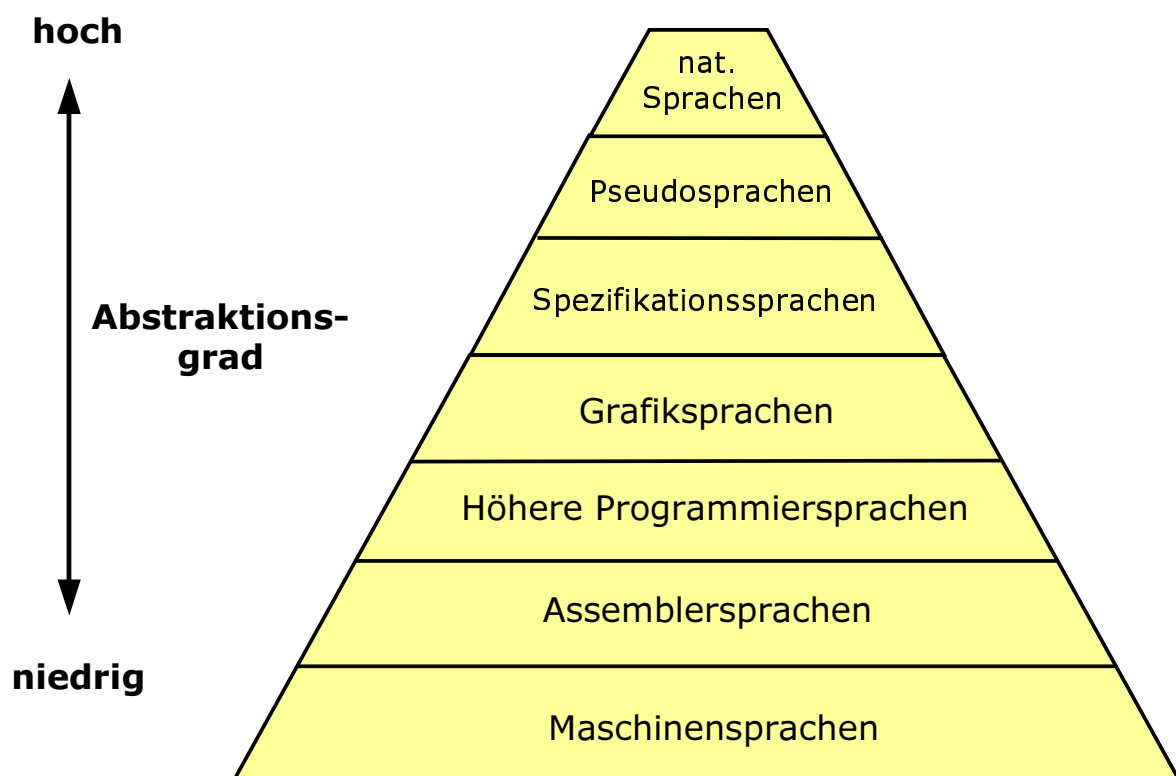 hoch
nat.
Sprachen
Pseudosprachen
Spezifikationssprachen
Abstraktions-
grad
Grafiksprachen
Höhere Programmiersprachen
Assemblersprachen
niedrig
Maschinensprachen